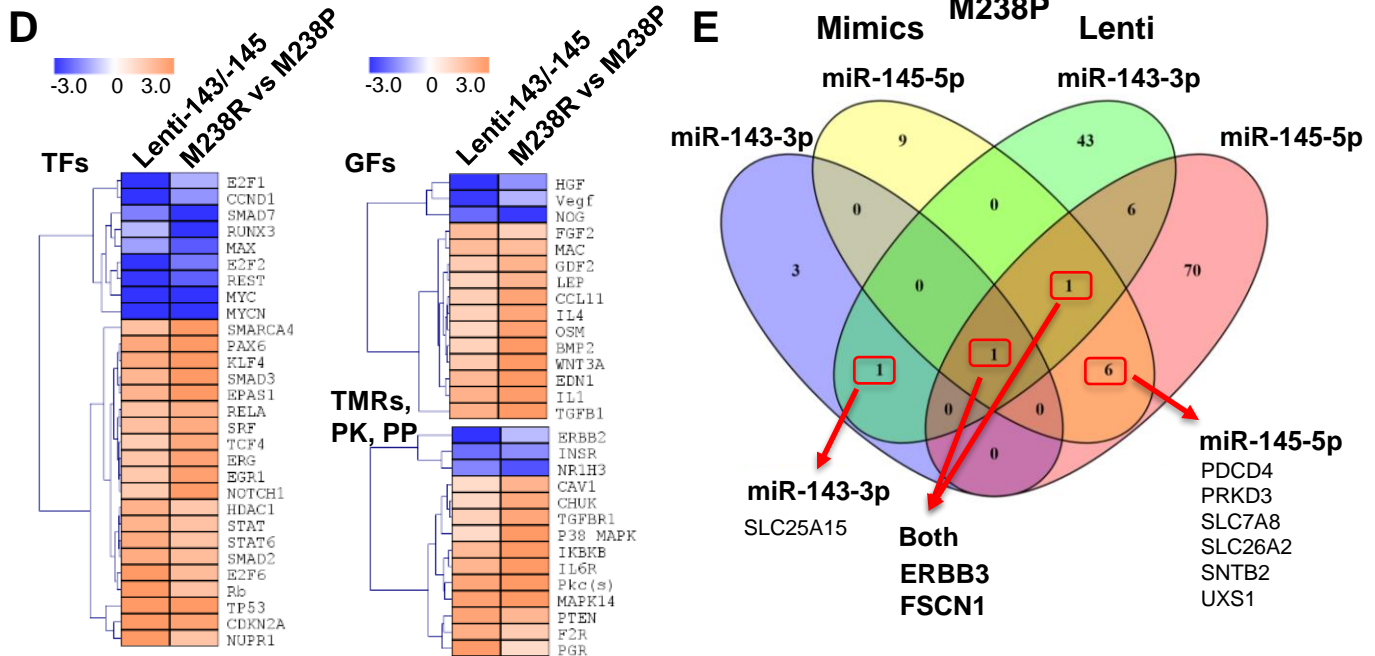 D
-3.0 0 3.0
Lenti-143/-145
M238R vs M238P
TFs
E2F1
CCND1
SMAD7
RUNX3
MAX
E2F2
REST
MYC
MYCN
SMARCA4
PAX6
KLF4
SMAD3
EPAS1
RELA
SRF
TCF4
ERG
EGR1
NOTCH1
HDAC1
STAT
STAT6
SMAD2
E2F6
Rb
TP53
CDKN2A
NUPR1
-3.0 0 3.0
Lenti-143/-145
M238R vs M238P
GFs
HGF
Vegf
NOG
FGF2
MAC
GDF2
LEP
CCL11
IL4
OSM
BMP2
WNT3A
EDN1
IL1
TGFB1
TMRs,
PK, PP
ERBB2
INSR
NR1H3
CAV1
CHUK
TGFBR1
P38 MAPK
IKBKB
IL6R
Pkc(s)
MAPK14
PTEN
F2R
PGR
E
M238P
Mimics Lenti
miR-145-5p miR-143-3p
miR-143-3p miR-145-5p
9 43
0 0 6
3 70
0 1
1 1 6
0 0
0
miR-143-3p
SLC25A15
Both
ERBB3
FSCN1
miR-145-5p
PDCD4
PRKD3
SLC7A8
SLC26A2
SNTB2
UXS1